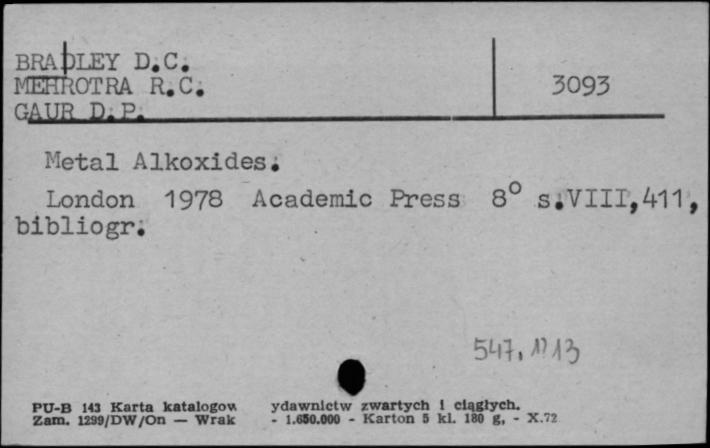 BRADLEY D.C.
MEHROTRA R.C.
3093
GAUR D.P.
Metal Alkoxides.
London 1978 Academic Press 8° s.VIII,411,
bibliogr.
547.1'13
PU-B 143 Karta katalogow ydawnictw zwartych i ciągłych.
Zam. 1299/DW/On — Wrak - 1.650.000 - Karton 5 kl. 180 g, - X.72